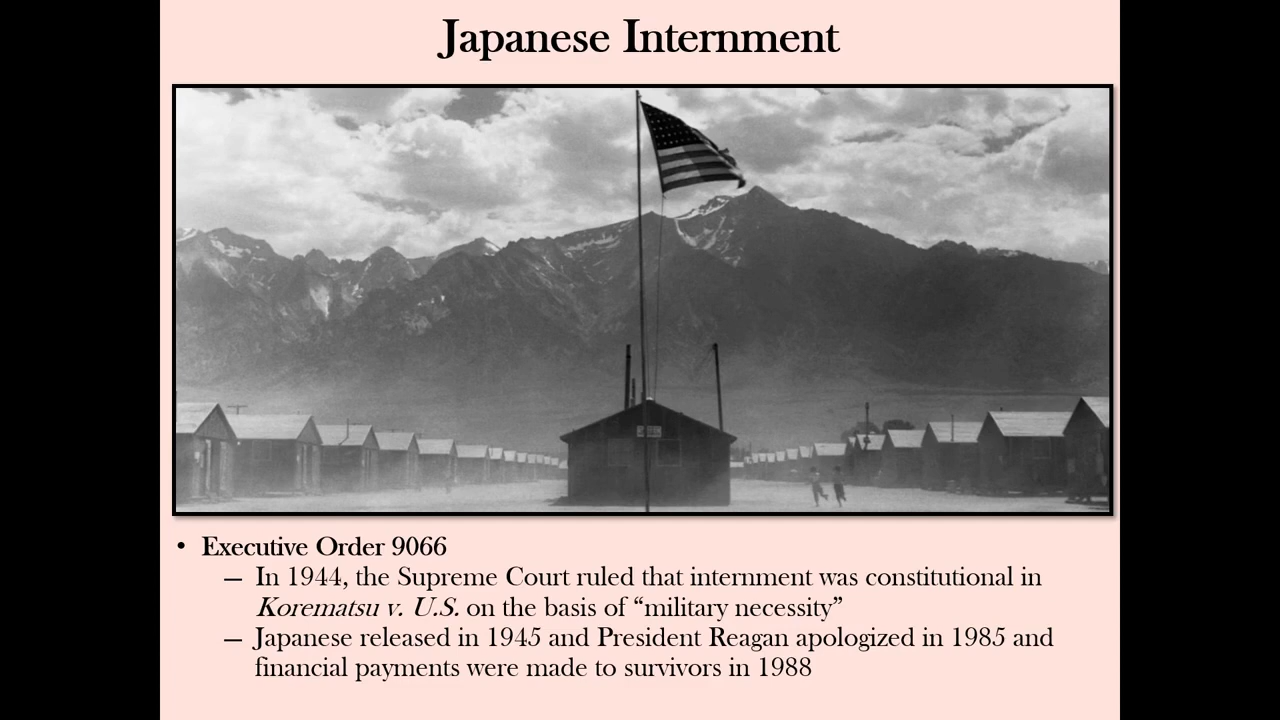 Japanese Internment
• Executive Order 9066
– In 1944, the Supreme Court ruled that internment was constitutional in
Korematsu v. U.S. on the basis of “military necessity”
– Japanese released in 1945 and President Reagan apologized in 1985 and
financial payments were made to survivors in 1988